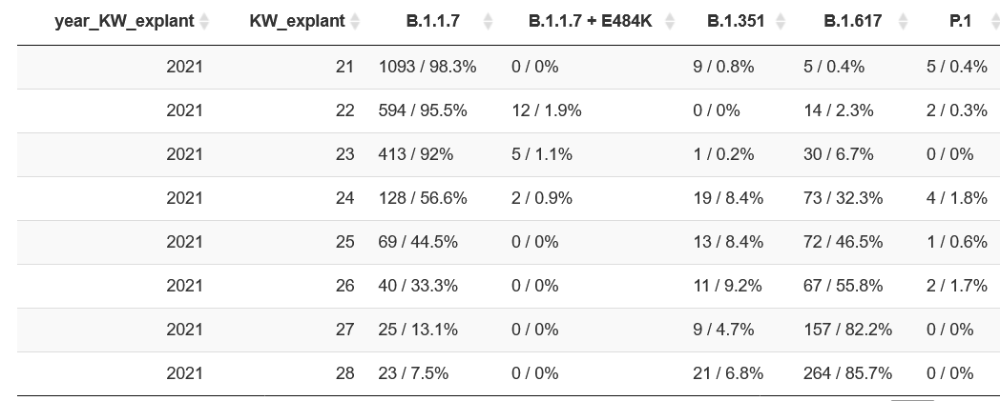 year_KW_explant KW_explant B.1.1.7 B.1.1.7 + E484K B.1.351 B.1.617 P.1
2021 21 1093 / 98.3% 0 / 0% 9 / 0.8% 5 / 0.4% 5 / 0.4%
2021 22 594 / 95.5% 12 / 1.9% 0 / 0% 14 / 2.3% 2 / 0.3%
2021 23 413 / 92% 5 / 1.1% 1 / 0.2% 30 / 6.7% 0 / 0%
2021 24 128 / 56.6% 2 / 0.9% 19 / 8.4% 73 / 32.3% 4 / 1.8%
2021 25 69 / 44.5% 0 / 0% 13 / 8.4% 72 / 46.5% 1 / 0.6%
2021 26 40 / 33.3% 0 / 0% 11 / 9.2% 67 / 55.8% 2 / 1.7%
2021 27 25 / 13.1% 0 / 0% 9 / 4.7% 157 / 82.2% 0 / 0%
2021 28 23 / 7.5% 0 / 0% 21 / 6.8% 264 / 85.7% 0 / 0%